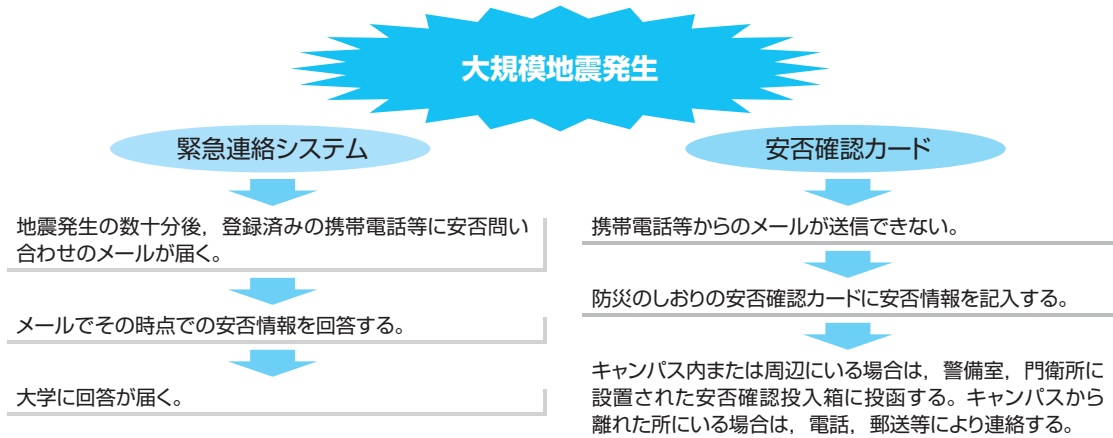 大規模地震発生
緊急連絡システム
地震発生の数十分後，登録済みの携帯電話等に安否問い
合わせのメールが届く。
メールでその時点での安否情報を回答する。
大学に回答が届く。
安否確認カード
携帯電話等からのメールが送信できない。
防災のしおりの安否確認カードに安否情報を記入する。
キャンパス内または周辺にいる場合は，警備室，門衛所に
設置された安否確認投入箱に投函する。キャンパスから
離れた所にいる場合は，電話，郵送等により連絡する。